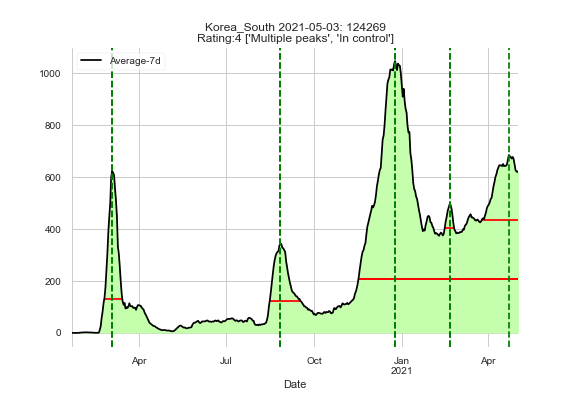 Korea_South 2021-05-03: 124269
Rating:4 ['Multiple peaks', 'In control']
Average-7d
1000
800
600
400
200
0
Apr Jul Oct Jan Apr
2021
Date